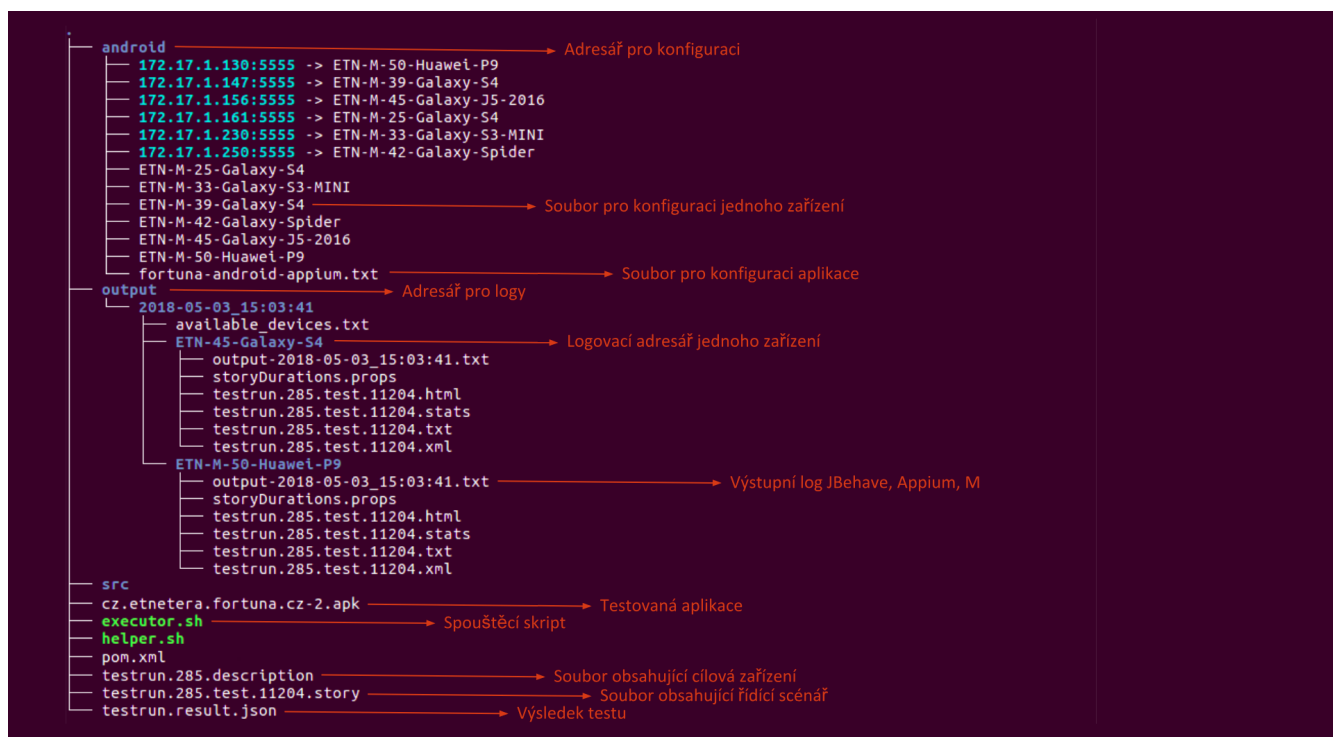 .
android Adresář pro konfiguraci
172.17.1.130:5555 -> ETN-M-50-Huawei-P9
172.17.1.147:5555 -> ETN-M-39-Galaxy-S4
172.17.1.156:5555 -> ETN-M-45-Galaxy-J5-2016
172.17.1.161:5555 -> ETN-M-25-Galaxy-S4
172.17.1.230:5555 -> ETN-M-33-Galaxy-S3-MINI
172.17.1.250:5555 -> ETN-M-42-Galaxy-Spider
ETN-M-25-Galaxy-S4
ETN-M-33-Galaxy-S3-MINI
ETN-M-39-Galaxy-S4 Soubor pro konfiguraci jednoho zařízení
ETN-M-42-Galaxy-Spider
ETN-M-45-Galaxy-J5-2016
ETN-M-50-Huawei-P9
fortuna-android-appium.txt Soubor pro konfiguraci aplikace
output Adresář pro logy
2018-05-03_15:03:41
available_devices.txt
ETN-45-Galaxy-S4 Logovací adresář jednoho zařízení
output-2018-05-03_15:03:41.txt
storyDurations.props
testrun.285.test.11204.html
testrun.285.test.11204.stats
testrun.285.test.11204.txt
testrun.285.test.11204.xml
ETN-M-50-Huawei-P9
output-2018-05-03_15:03:41.txt Výstupní log JBehave, Appium, M
storyDurations.props
testrun.285.test.11204.html
testrun.285.test.11204.stats
testrun.285.test.11204.txt
testrun.285.test.11204.xml
src
cz.etnetera.fortuna.cz-2.apk Testovaná aplikace
executor.sh Spouštěcí skript
helper.sh
pom.xml
testrun.285.description Soubor obsahující cílová zařízení
testrun.285.test.11204.story Soubor obsahující řídící scénář
testrun.result.json Výsledek testu